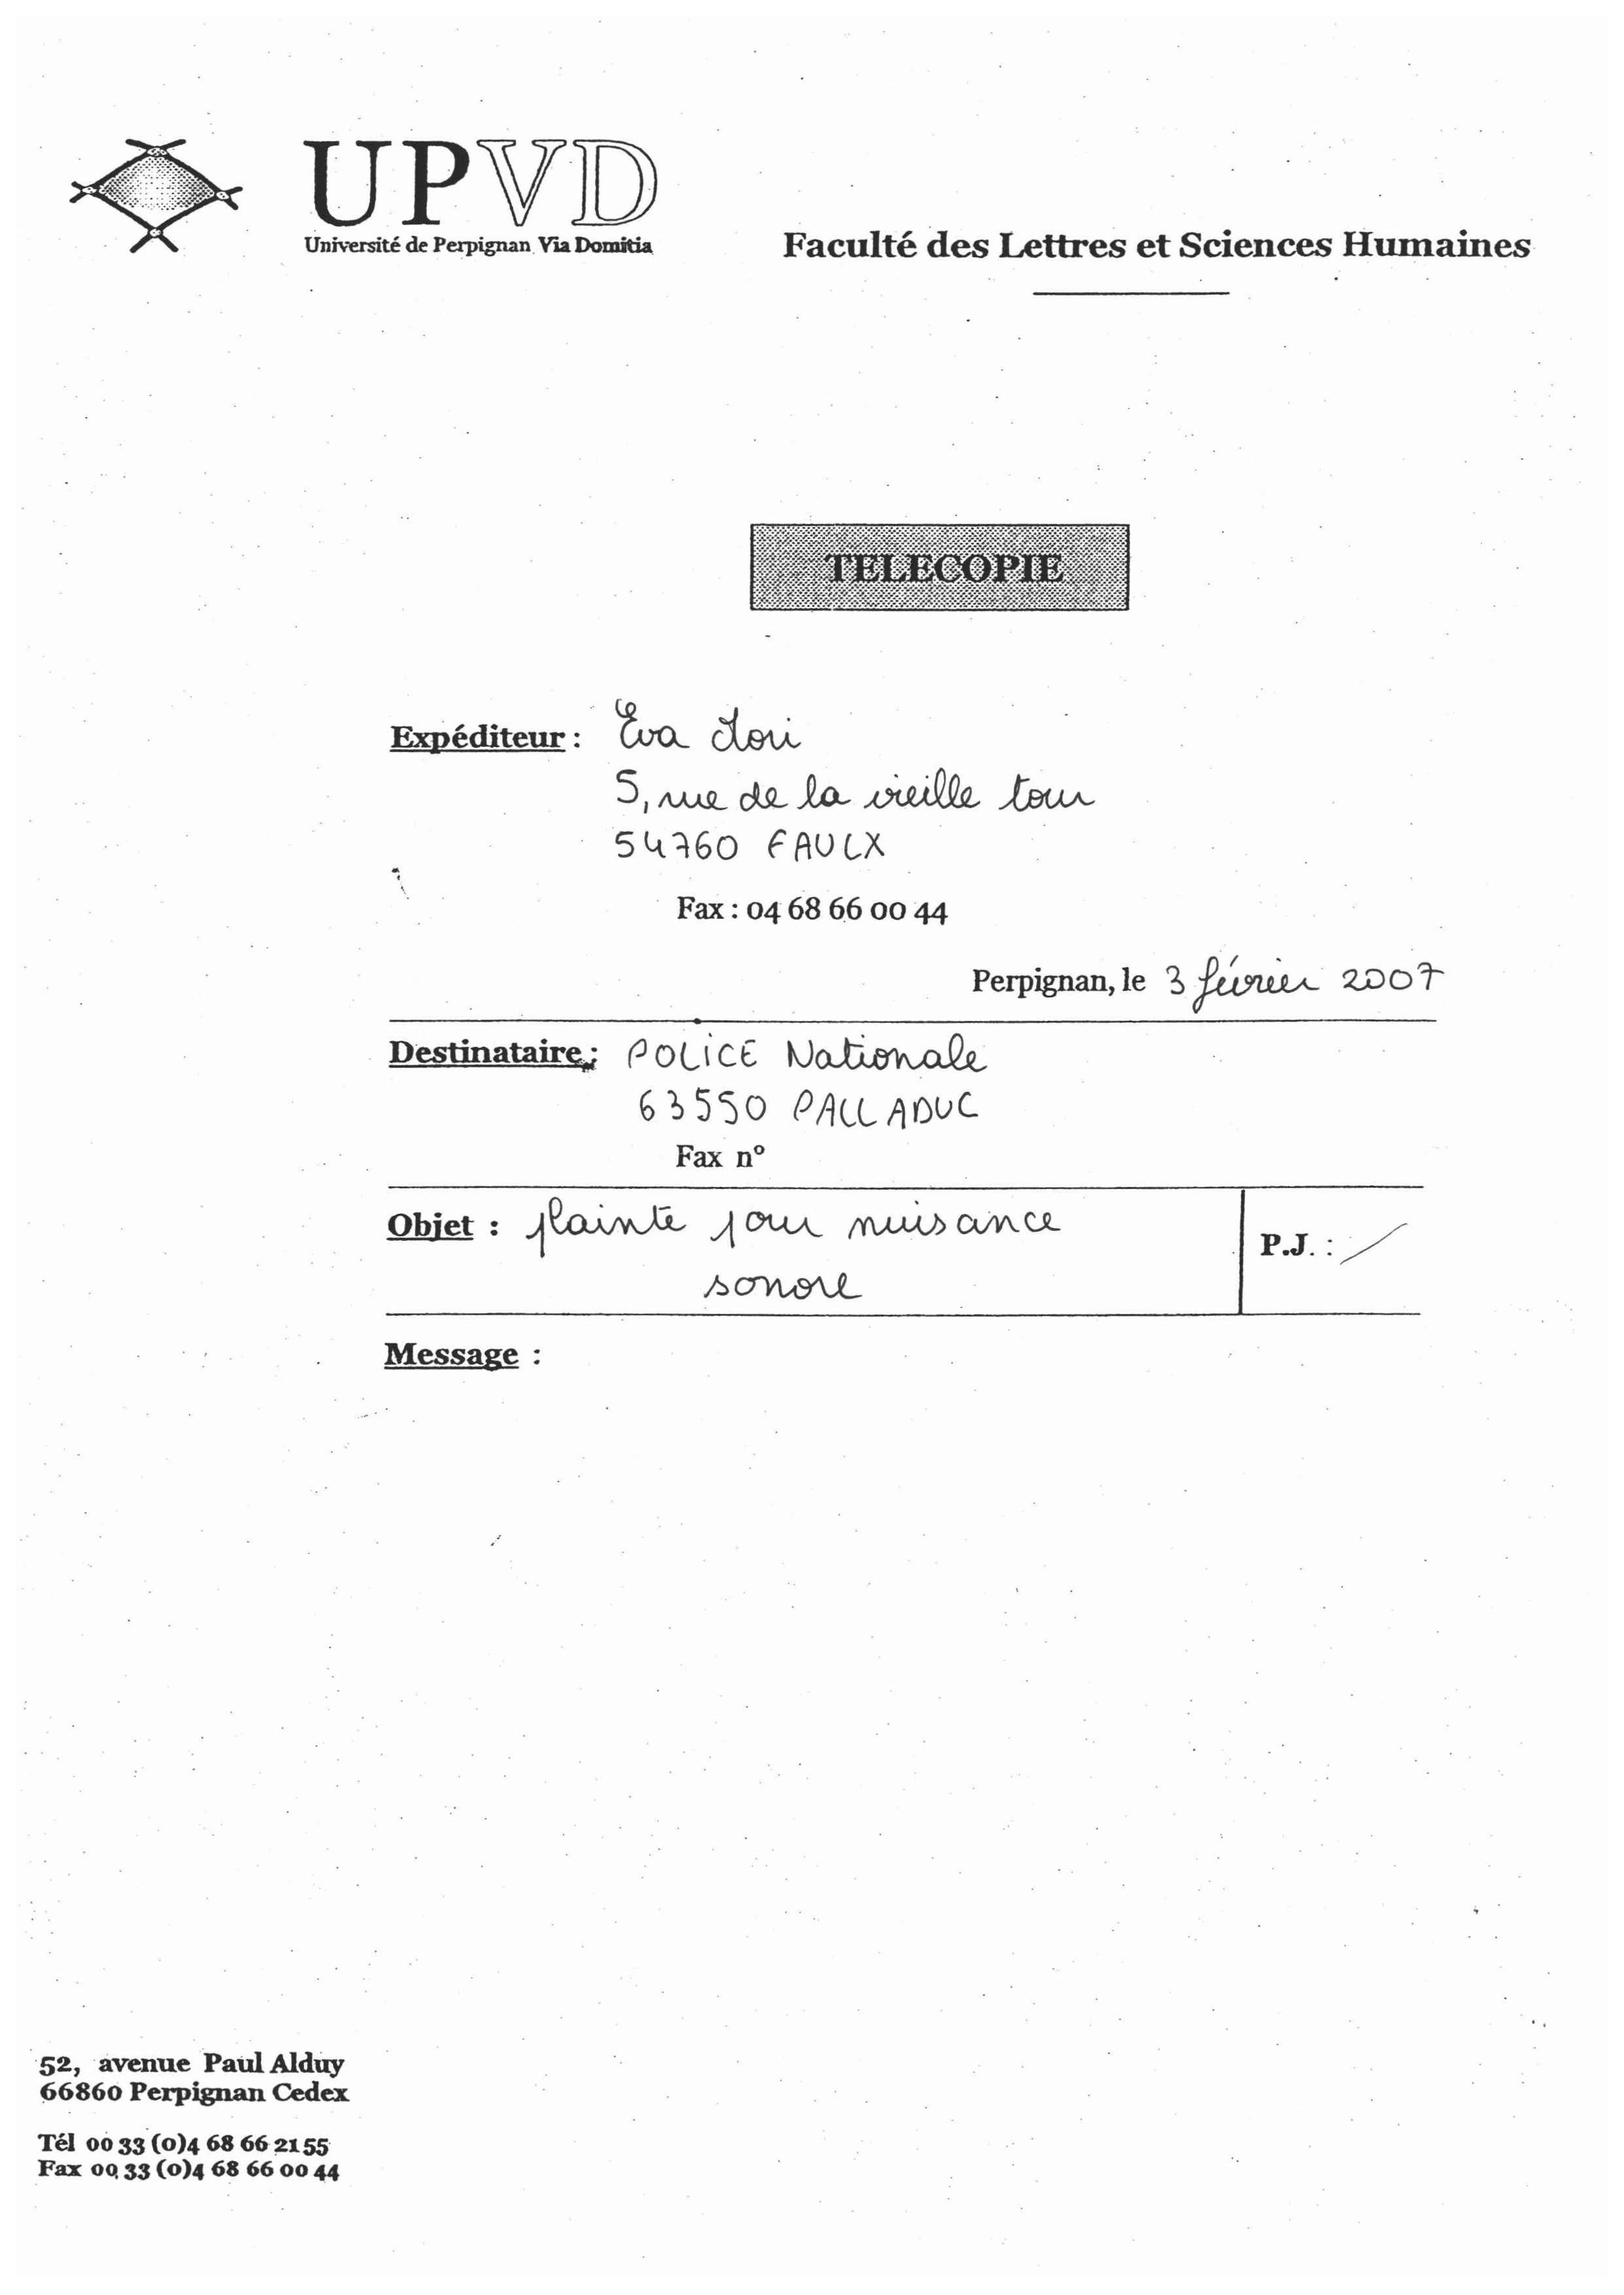 UPVD
Université de Perpignan Via Domitia
Faculté des Lettres et Sciences Humaines
TELECOPIE
Expéditeur : Eva
5, rue de la vieille tour
54760 FAULX
Fax : 04 68 66 00 44
Perpignan, le 3 février 2007
Destinataire : POLICE Nationale
63550 PALLADUC
Fax n°
Objet : plainte pour nuisance
sonore
P.J. : /
Message :
52, avenue Paul Alduy
66860 Perpignan Cedex
Tél 00 33 (0)4 68 66 21 55
Fax 00 33 (0)4 68 66 00 44